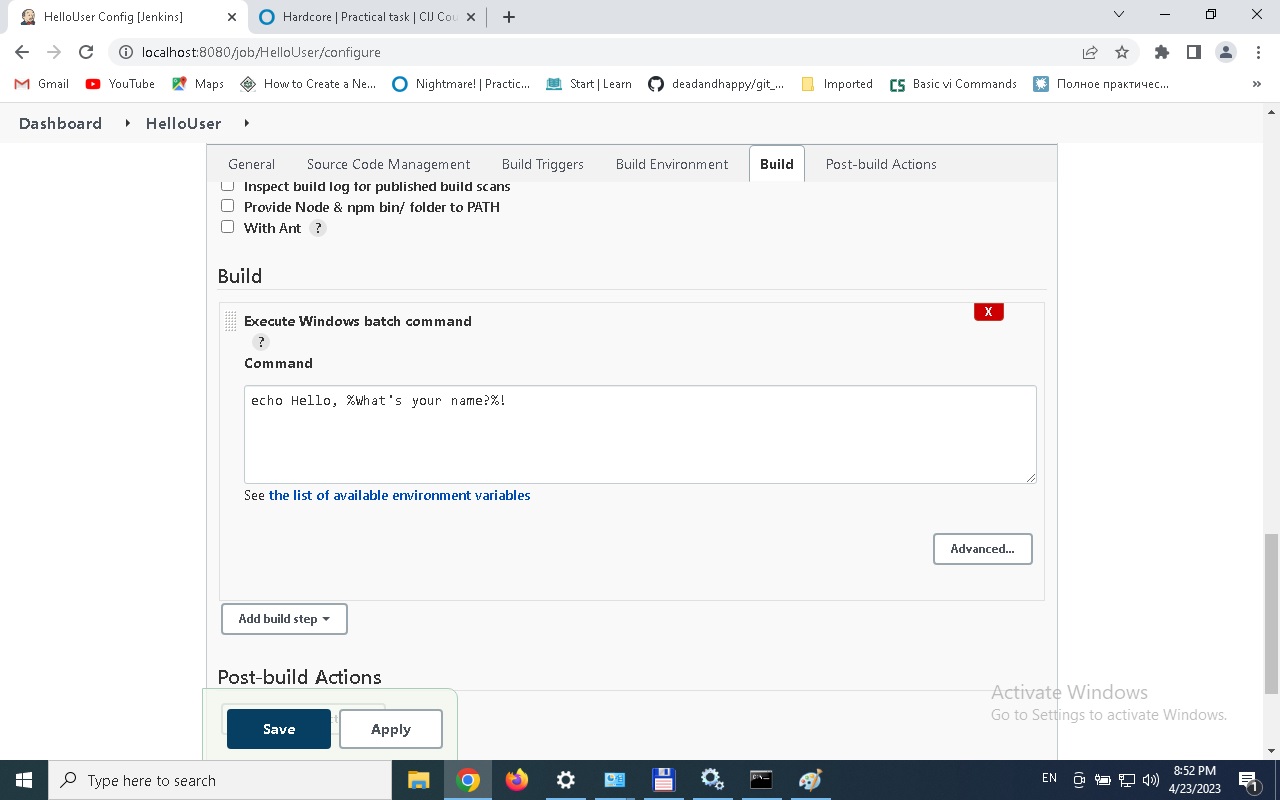 HelloUser Config [Jenkins]
Hardcore | Practical task | CIJ Cou
localhost:8080/job/HelloUser/configure
Gmail
YouTube
Maps
How to Create a Ne...
Nightmare! | Practic...
Start | Learn
deadandhappy/git_...
Imported
CS
Basic vi Commands
Полное практичес...
»
Dashboard
HelloUser
General
Source Code Management
Build Triggers
Build Environment
Build
Post-build Actions
Inspect build log for published build scans
Provide Node & npm bin/ folder to PATH
With Ant ?
Build
X
Execute Windows batch command
?
Command
echo Hello, %What's your name?%!
See the list of available environment variables
Advanced...
Add build step
Post-build Actions
Save
Apply
Activate Windows
Go to Settings to activate Windows.
Type here to search
EN
8:52 PM
4/23/2023
1